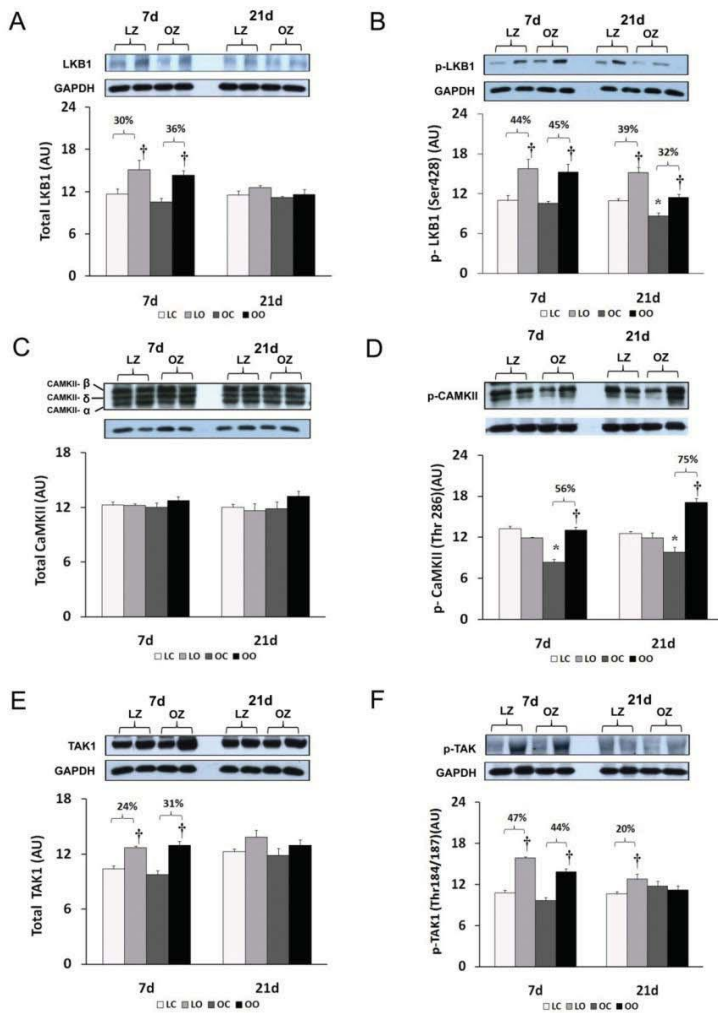 A
7d
21d
LZ
OZ
LZ
OZ
LKB1
GAPDH
24
18
12
6
0
Total LKB1 (AU)
30%
36%
†
†
7d
21d
LC LO OC OO
B
7d
21d
LZ
OZ
LZ
OZ
p-LKB1
GAPDH
24
18
12
6
0
p- LKB1 (Ser428) (AU)
44%
45%
39%
32%
†
†
†
*
†
7d
21d
LC LO OC OO
C
7d
21d
LZ
OZ
LZ
OZ
CAMKII- β
CAMKII- δ
CAMKII- α
18
12
6
0
Total CaMKII (AU)
7d
21d
LC LO OC OO
D
7d
21d
LZ
OZ
LZ
OZ
p-CAMKII
24
18
12
6
0
p- CaMKII (Thr 286)(AU)
56%
75%
*
†
*
†
7d
21d
LC LO OC OO
E
7d
21d
LZ
OZ
LZ
OZ
TAK1
GAPDH
18
12
6
0
Total TAK1 (AU)
24%
31%
†
†
7d
21d
LC LO OC OO
F
7d
21d
LZ
OZ
LZ
OZ
p-TAK
GAPDH
24
18
12
6
0
p-TAK1 (Thr184/187)(AU)
47%
44%
20%
†
†
†
7d
21d
LC LO OC OO